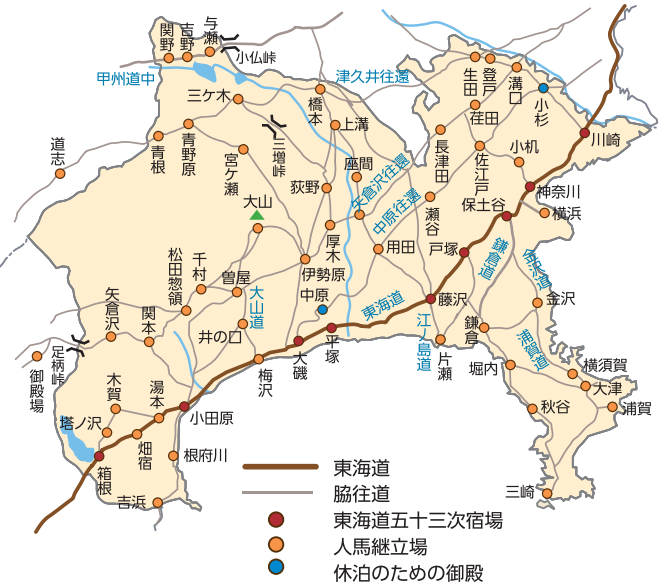 関野
吉野
与瀬
小仏峠
甲州道中
津久井往還
生田
登戸
溝口
小杉
三ケ木
橋本
上溝
荏田
川崎
道志
青根
青野原
宮ケ瀬
三増峠
座間
長津田
佐江戸
小机
荻野
矢倉沢往還
中原往還
瀬谷
神奈川
保土谷
横浜
大山
厚木
用田
戸塚
鎌倉道
金沢道
松田惣領
千村
曽屋
伊勢原
大山道
中原
東海道
藤沢
金沢
矢倉沢
関本
井の口
大磯
平塚
江ノ島道
鎌倉
浦賀道
足柄峠
御殿場
梅沢
片瀬
堀内
横須賀
大津
木賀
湯本
小田原
秋谷
浦賀
塔ノ沢
畑宿
根府川
箱根
吉浜
三崎
東海道
脇往道
東海道五十三次宿場
人馬継立場
休泊のための御殿